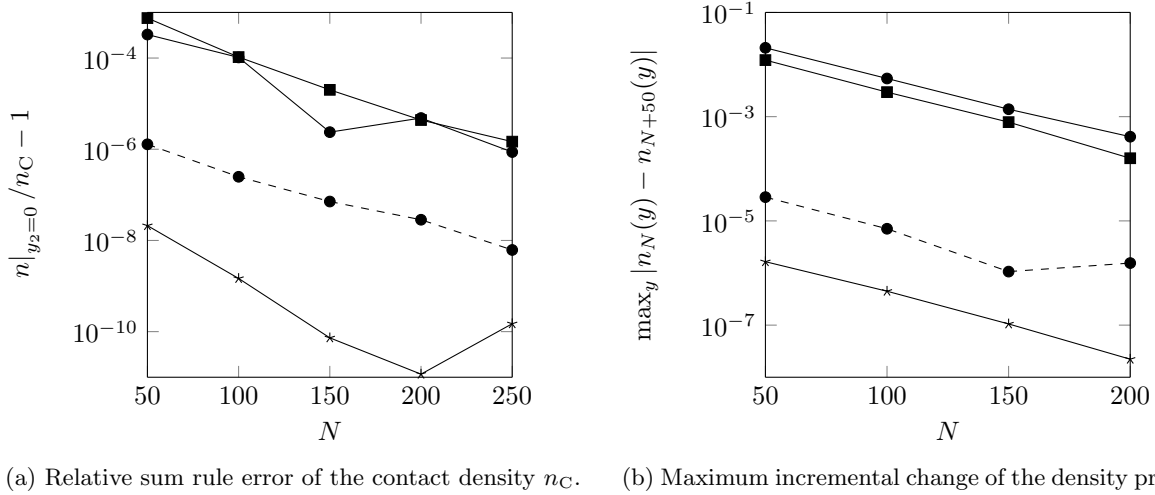 10^{-4}
10^{-6}
10^{-8}
10^{-10}
n|_{y_2=0}/n_C − 1
50 100 150 200 250
N
(a) Relative sum rule error of the contact density n_C.
10^{-1}
10^{-3}
10^{-5}
10^{-7}
max_y |n_N(y) − n_{N+50}(y)|
50 100 150 200
N
(b) Maximum incremental change of the density pr